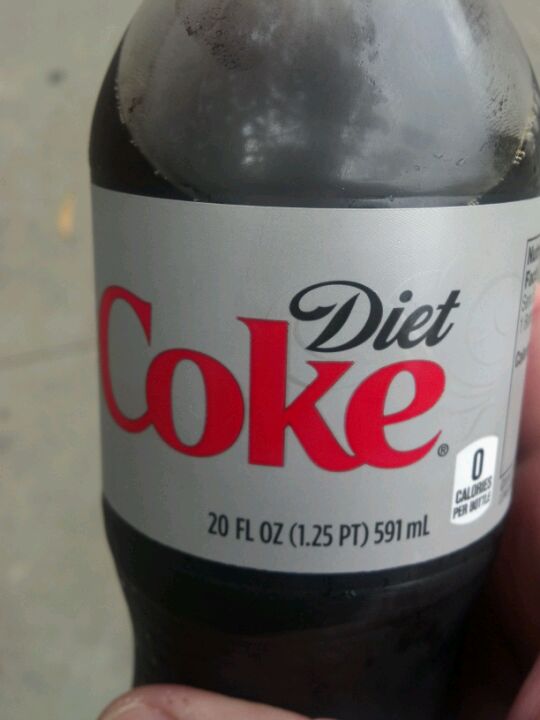 Diet
Coke®
0
CALORIES
PER BOTTLE
20 FL OZ (1.25 PT) 591 mL